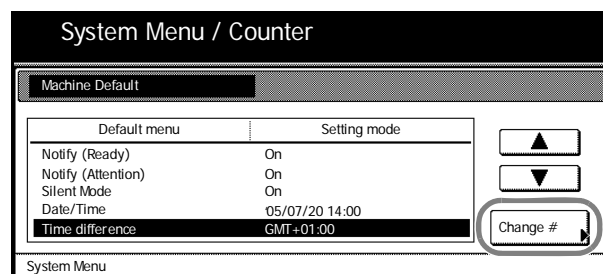 System Menu / Counter
Machine Default
Default menu Setting mode
Notify (Ready) On
Notify (Attention) On
Silent Mode On
Date/Time '05/07/20 14:00
Time difference GMT+01:00
Change #
System Menu